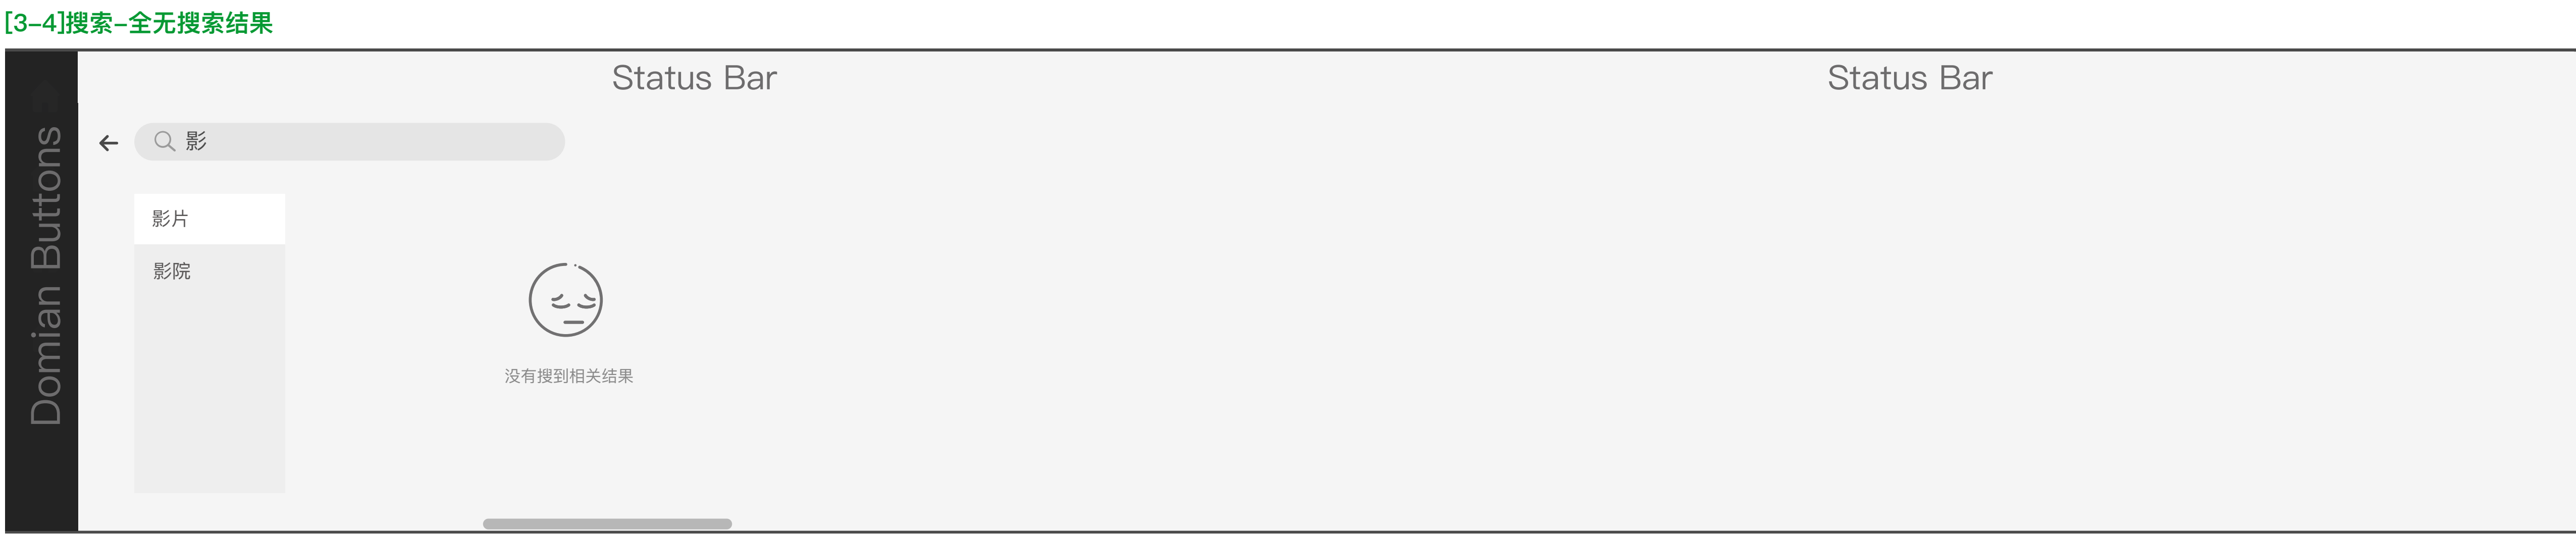 [3-4]搜索-全无搜索结果
Status Bar
Status Bar
Domian Buttons
影
影片
影院
没有搜到相关结果